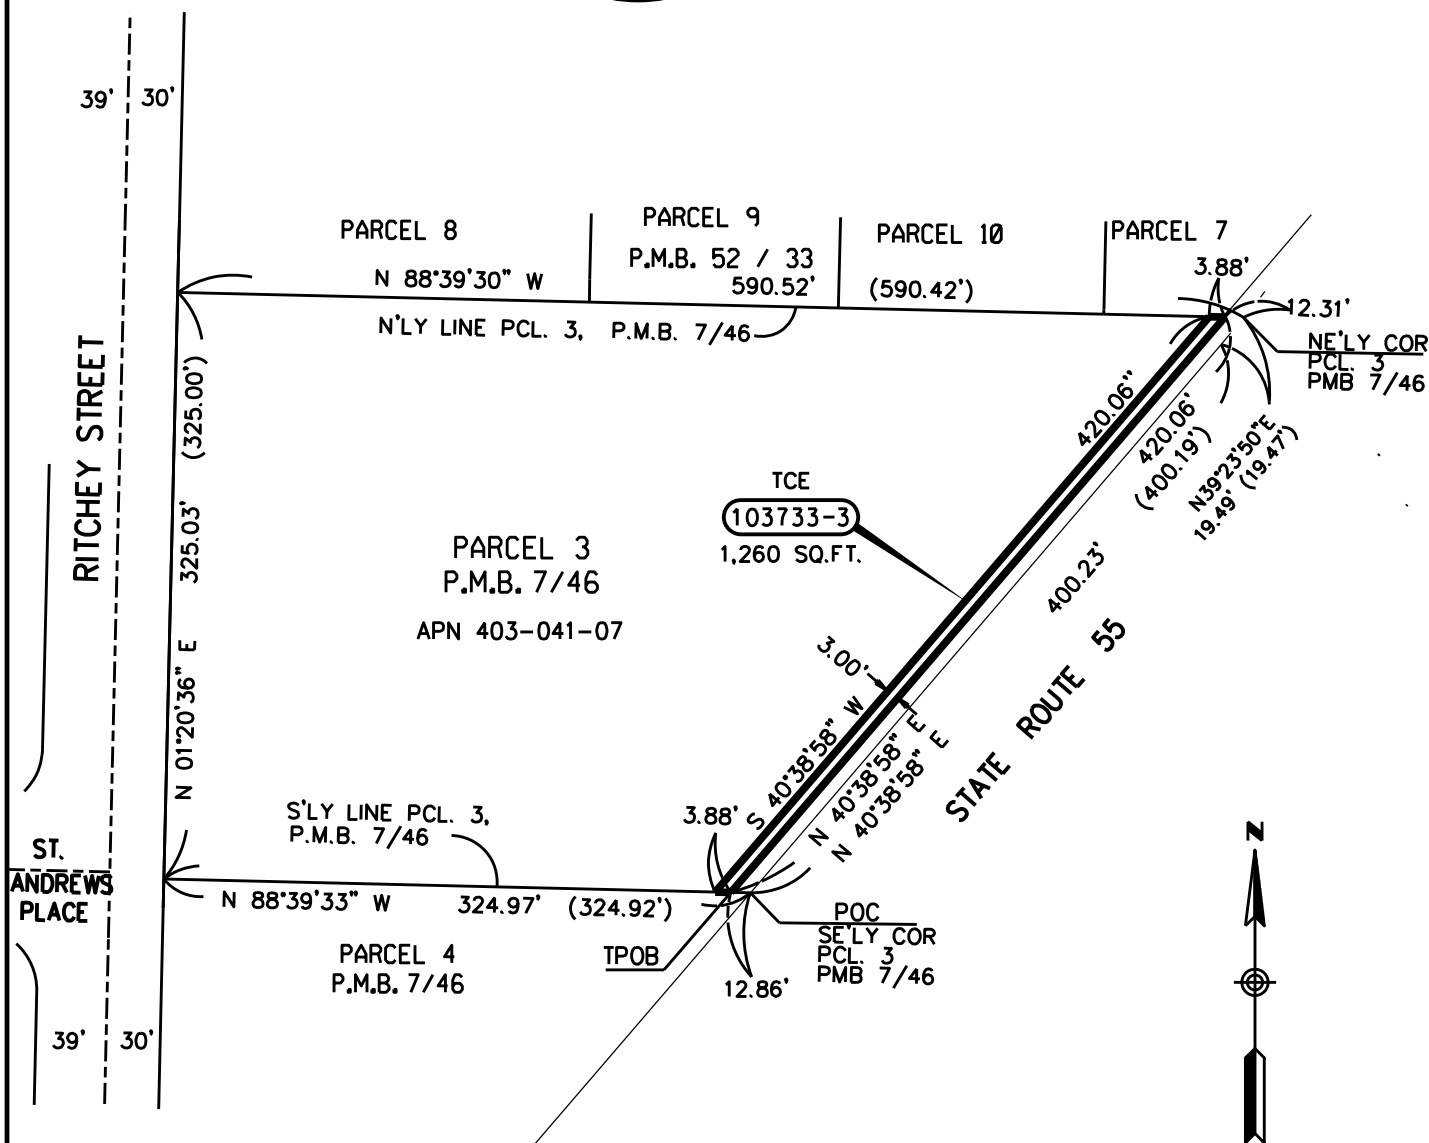 39' 30'
PARCEL 8
PARCEL 9
P.M.B. 52 / 33
PARCEL 10
PARCEL 7
N 88°39'30" W
590.52'
(590.42')
3.88'
12.31'
N'LY LINE PCL. 3, P.M.B. 7/46
NE'LY COR
PCL. 3
PMB 7/46
RITCHEY STREET
N 01°20'36" E 325.03' (325.00')
420.06"
420.06'
(400.19')
N39°23'50"E
19.49' (19.47')
TCE
103733-3
1,260 SQ.FT.
PARCEL 3
P.M.B. 7/46
APN 403-041-07
400.23'
STATE ROUTE 55
3.00'
S 40°38'58" W
N 40°38'58" E
N 40°38'58" E
S'LY LINE PCL. 3,
P.M.B. 7/46
3.88'
N
ST.
ANDREWS
PLACE
N 88°39'33" W 324.97' (324.92')
POC
SE'LY COR
PCL. 3
PMB 7/46
PARCEL 4
P.M.B. 7/46
TPOB
12.86'
39' 30'